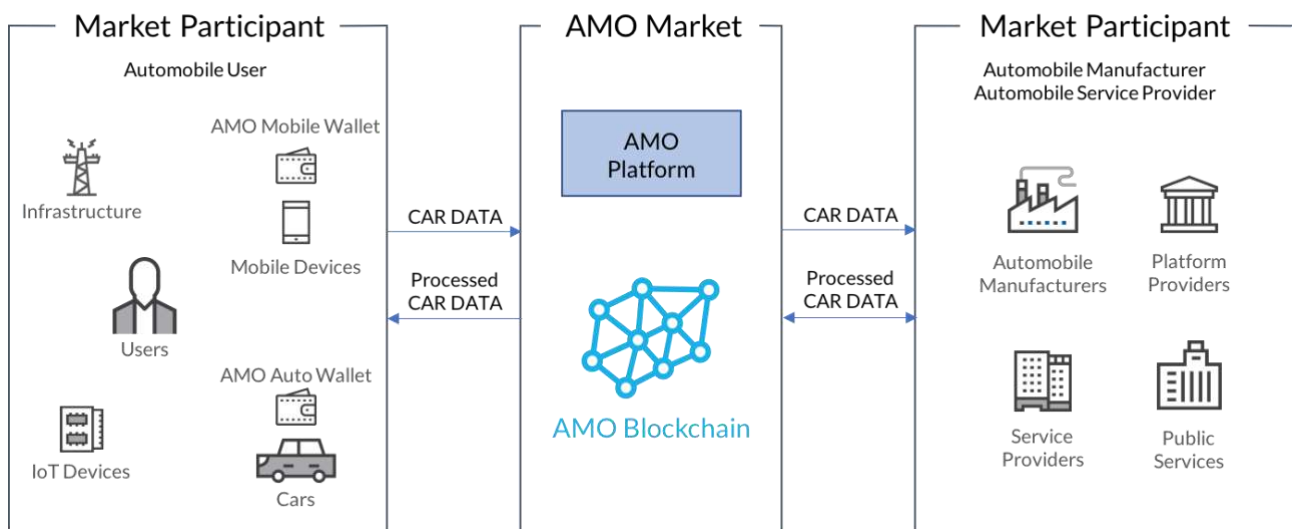 Market Participant
Automobile User
AMO Mobile Wallet
Infrastructure
Mobile Devices
Users
AMO Auto Wallet
IoT Devices
Cars
CAR DATA
Processed
CAR DATA
AMO Market
AMO
Platform
AMO Blockchain
CAR DATA
Processed
CAR DATA
Market Participant
Automobile Manufacturer
Automobile Service Provider
Automobile
Manufacturers
Platform
Providers
Service
Providers
Public
Services